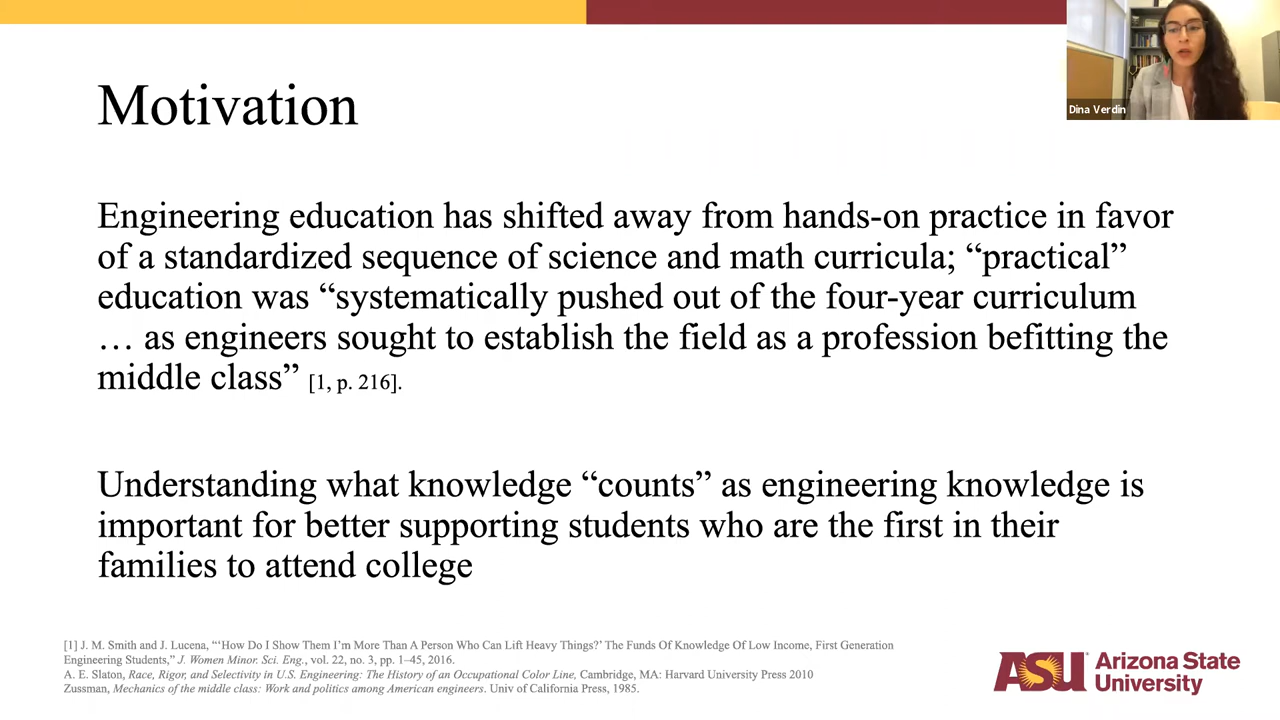 Dina Verdin
Motivation
Engineering education has shifted away from hands-on practice in favor
of a standardized sequence of science and math curricula; “practical”
education was “systematically pushed out of the four-year curriculum
… as engineers sought to establish the field as a profession befitting the
middle class” [1, p. 216].
Understanding what knowledge “counts” as engineering knowledge is
important for better supporting students who are the first in their
families to attend college
[1] J. M. Smith and J. Lucena, “‘How Do I Show Them I’m More Than A Person Who Can Lift Heavy Things?’ The Funds Of Knowledge Of Low Income, First Generation
Engineering Students,” J. Women Minor. Sci. Eng., vol. 22, no. 3, pp. 1–45, 2016.
A. E. Slaton, Race, Rigor, and Selectivity in U.S. Engineering: The History of an Occupational Color Line, Cambridge, MA: Harvard University Press 2010
Zussman, Mechanics of the middle class: Work and politics among American engineers. Univ of California Press, 1985.
ASU Arizona State
University